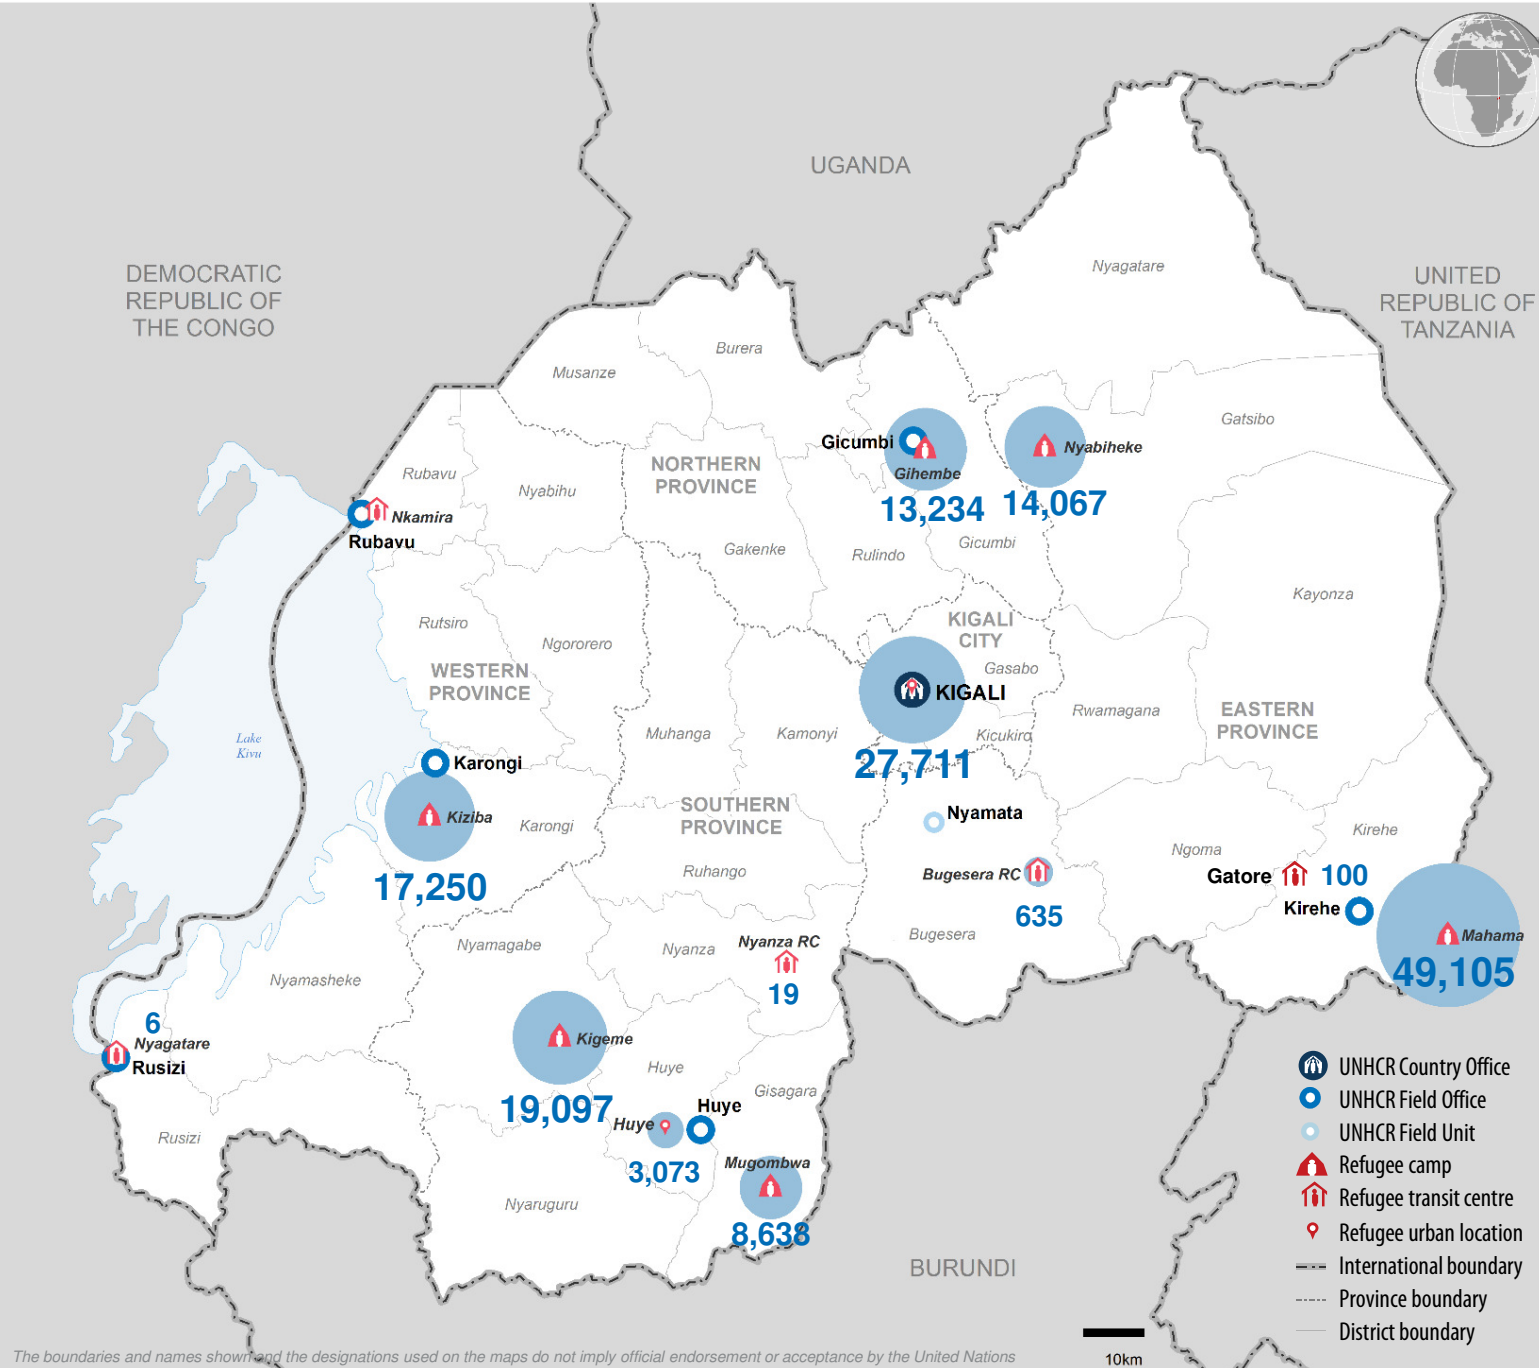 UGANDA
DEMOCRATIC
REPUBLIC OF
THE CONGO
UNITED
REPUBLIC OF
TANZANIA
Nyagatare
Burera
Musanze
Gatsibo
Gicumbi
Gihembe
13,234
Nyabiheke
14,067
NORTHERN
PROVINCE
Rubavu
Nyabihu
Nkamira
Rubavu
Gakenke
Rulindo
Gicumbi
Kayonza
Rutsiro
Ngororero
KIGALI
CITY
Gasabo
WESTERN
PROVINCE
KIGALI
27,711
Kicukiro
Rwamagana
EASTERN
PROVINCE
Muhanga
Kamonyi
Lake
Kivu
Karongi
Kiziba
Karongi
17,250
SOUTHERN
PROVINCE
Nyamata
Ruhango
Bugesera RC
635
Bugesera
Ngoma
Kirehe
Gatore
100
Kirehe
Mahama
49,105
Nyamagabe
Nyanza
Nyanza RC
19
Nyamasheke
6
Nyagatare
Rusizi
Rusizi
Kigeme
19,097
Huye
Gisagara
Huye
Huye
3,073
Mugombwa
8,638
Nyaruguru
BURUNDI
UNHCR Country Office
UNHCR Field Office
UNHCR Field Unit
Refugee camp
Refugee transit centre
Refugee urban location
International boundary
Province boundary
District boundary
10km
The boundaries and names shown and the designations used on the maps do not imply official endorsement or acceptance by the United Nations